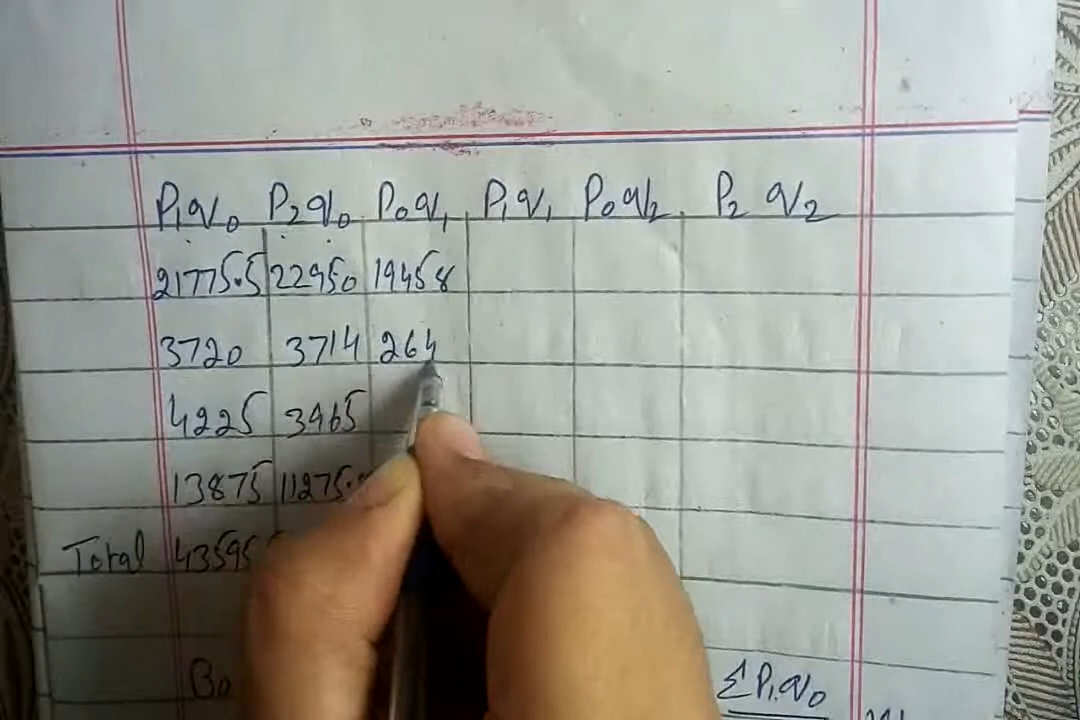 P₁q₀ P₂q₀ P₀q₁ P₁q₁ P₀q₂ P₂q₂
21775.5 22950 19458
3720 3714 264
4225 3465
13875 11275.
Total 43595
ΣP₁q₀